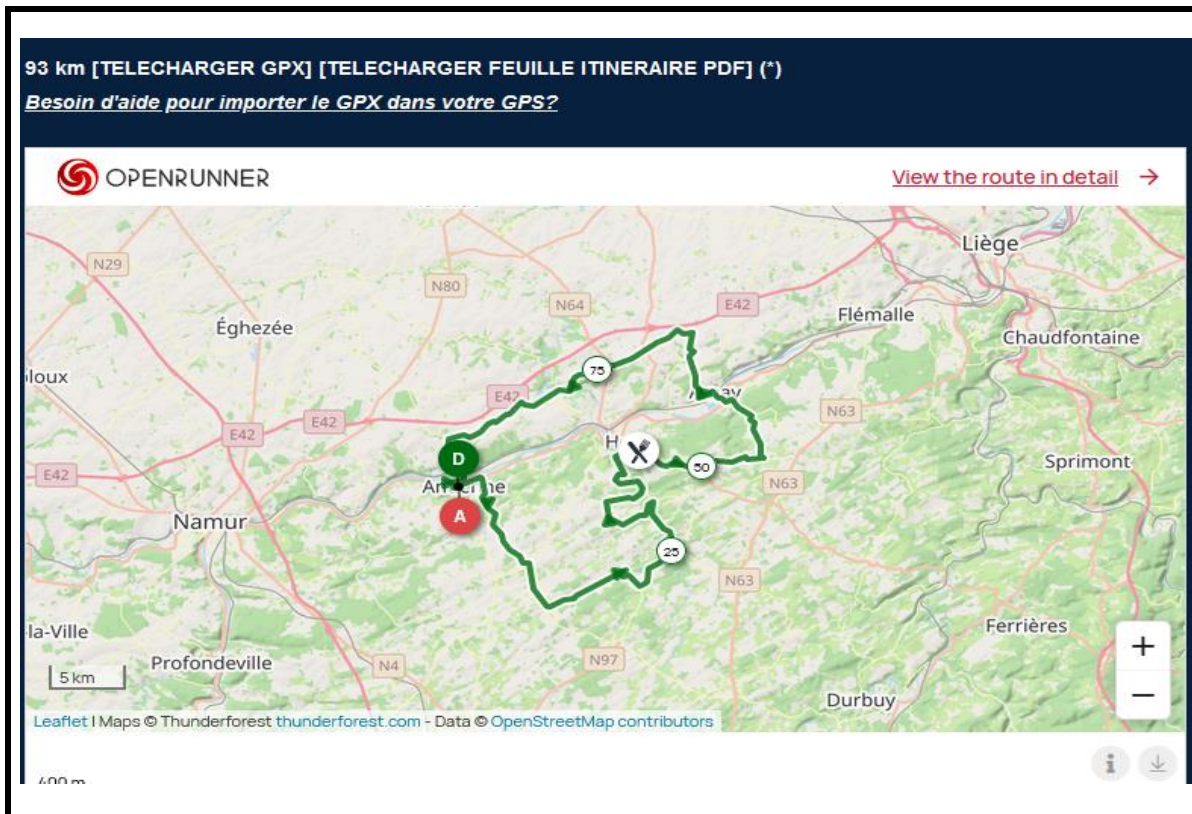 93 km [TELECHARGER GPX] [TELECHARGER FEUILLE ITINERAIRE PDF] (*)
Besoin d'aide pour importer le GPX dans votre GPS?
OPENRUNNER
View the route in detail →
Liège
N29
N80
N64
E42
Flémalle
Éghezée
Chaudfontaine
75
loux
E42
N63
E42
E42
D
50
Sprimont
E42
N63
Namur
A
25
N63
Ferrières
la-Ville
+
Profondeville
N4
N97
5 km
−
Durbuy
Leaflet | Maps © Thunderforest thunderforest.com - Data © OpenStreetMap contributors
i